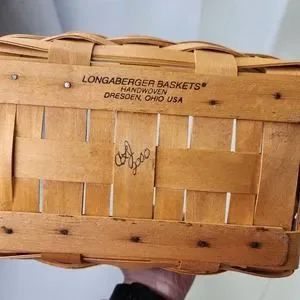 LONGABERGER BASKETS®
HANDWOVEN
DRESDEN, OHIO USA